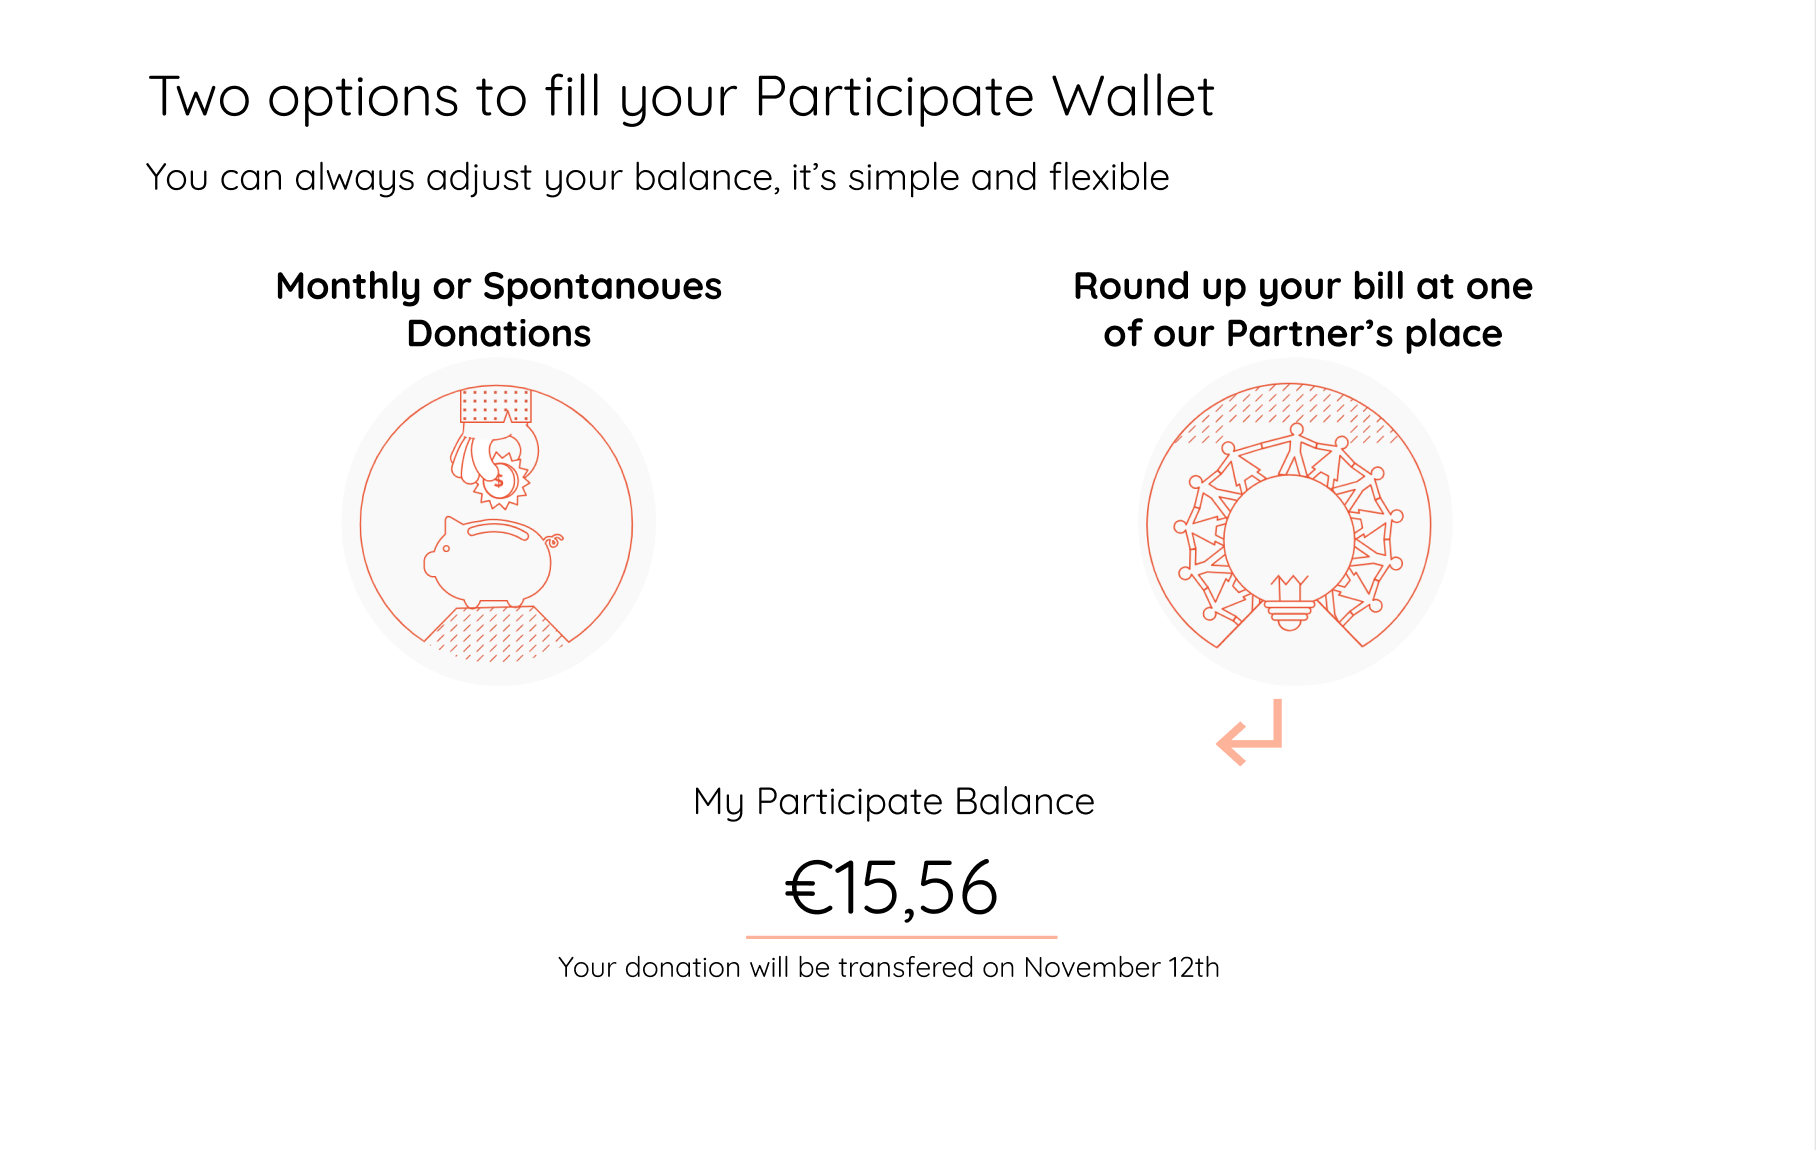 Two options to fill your Participate Wallet
You can always adjust your balance, it’s simple and flexible
Monthly or Spontanoues
Donations
Round up your bill at one
of our Partner’s place
$
My Participate Balance
€15,56
Your donation will be transfered on November 12th